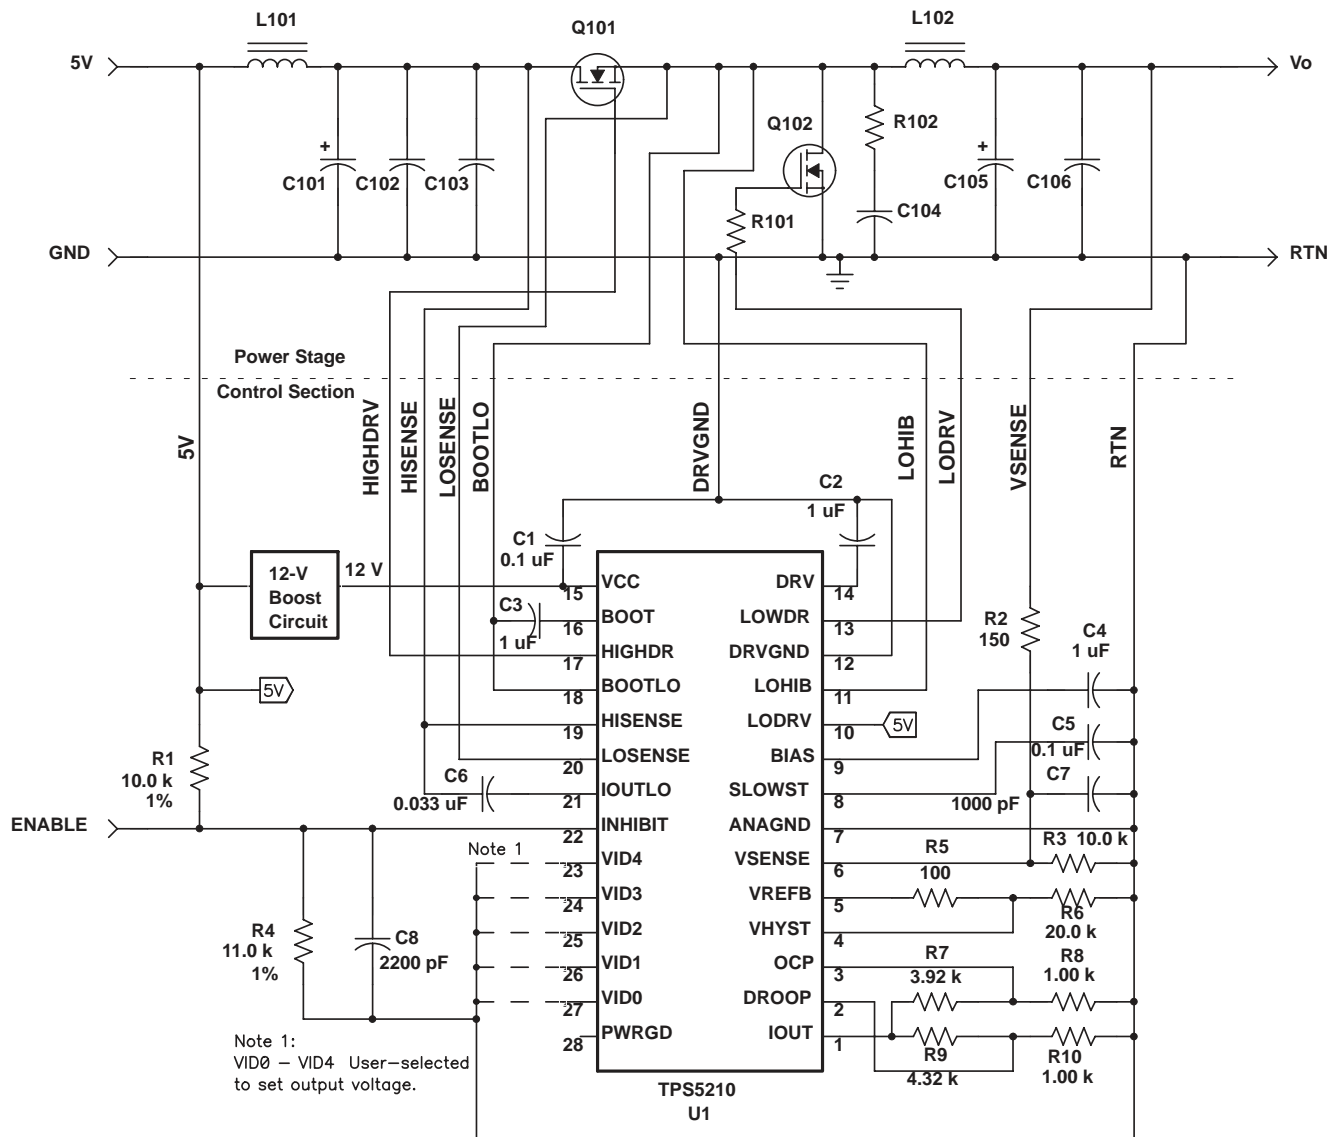 L101
Q101
L102
5V
Vo
+
C101
C102
C103
Q102
R102
R101
C104
+
C105
C106
GND
RTN
Power Stage
Control Section
5V
HIGHDRV
HISENSE
LOSENSE
BOOTLO
DRVGND
LOHIB
LODRV
VSENSE
RTN
C1
0.1 uF
C2
1 uF
12-V
Boost
Circuit
12 V
C3
1 uF
5V
R1
10.0 k
1%
C6
0.033 uF
ENABLE
R4
11.0 k
1%
C8
2200 pF
Note 1
Note 1:
VID0 – VID4 User–selected
to set output voltage.
15 VCC
16 BOOT
17 HIGHDR
18 BOOTLO
19 HISENSE
20 LOSENSE
21 IOUTLO
22 INHIBIT
23 VID4
24 VID3
25 VID2
26 VID1
27 VID0
28 PWRGD
DRV 14
LOWDR 13
DRVGND 12
LOHIB 11
LODRV 10
BIAS 9
SLOWST 8
ANAGND 7
VSENSE 6
VREFB 5
VHYST 4
OCP 3
DROOP 2
IOUT 1
TPS5210
U1
5V
R2
150
C4
1 uF
C5
0.1 uF
C7
1000 pF
R3 10.0 k
R5
100
R6
20.0 k
R7
3.92 k
R8
1.00 k
R9
4.32 k
R10
1.00 k